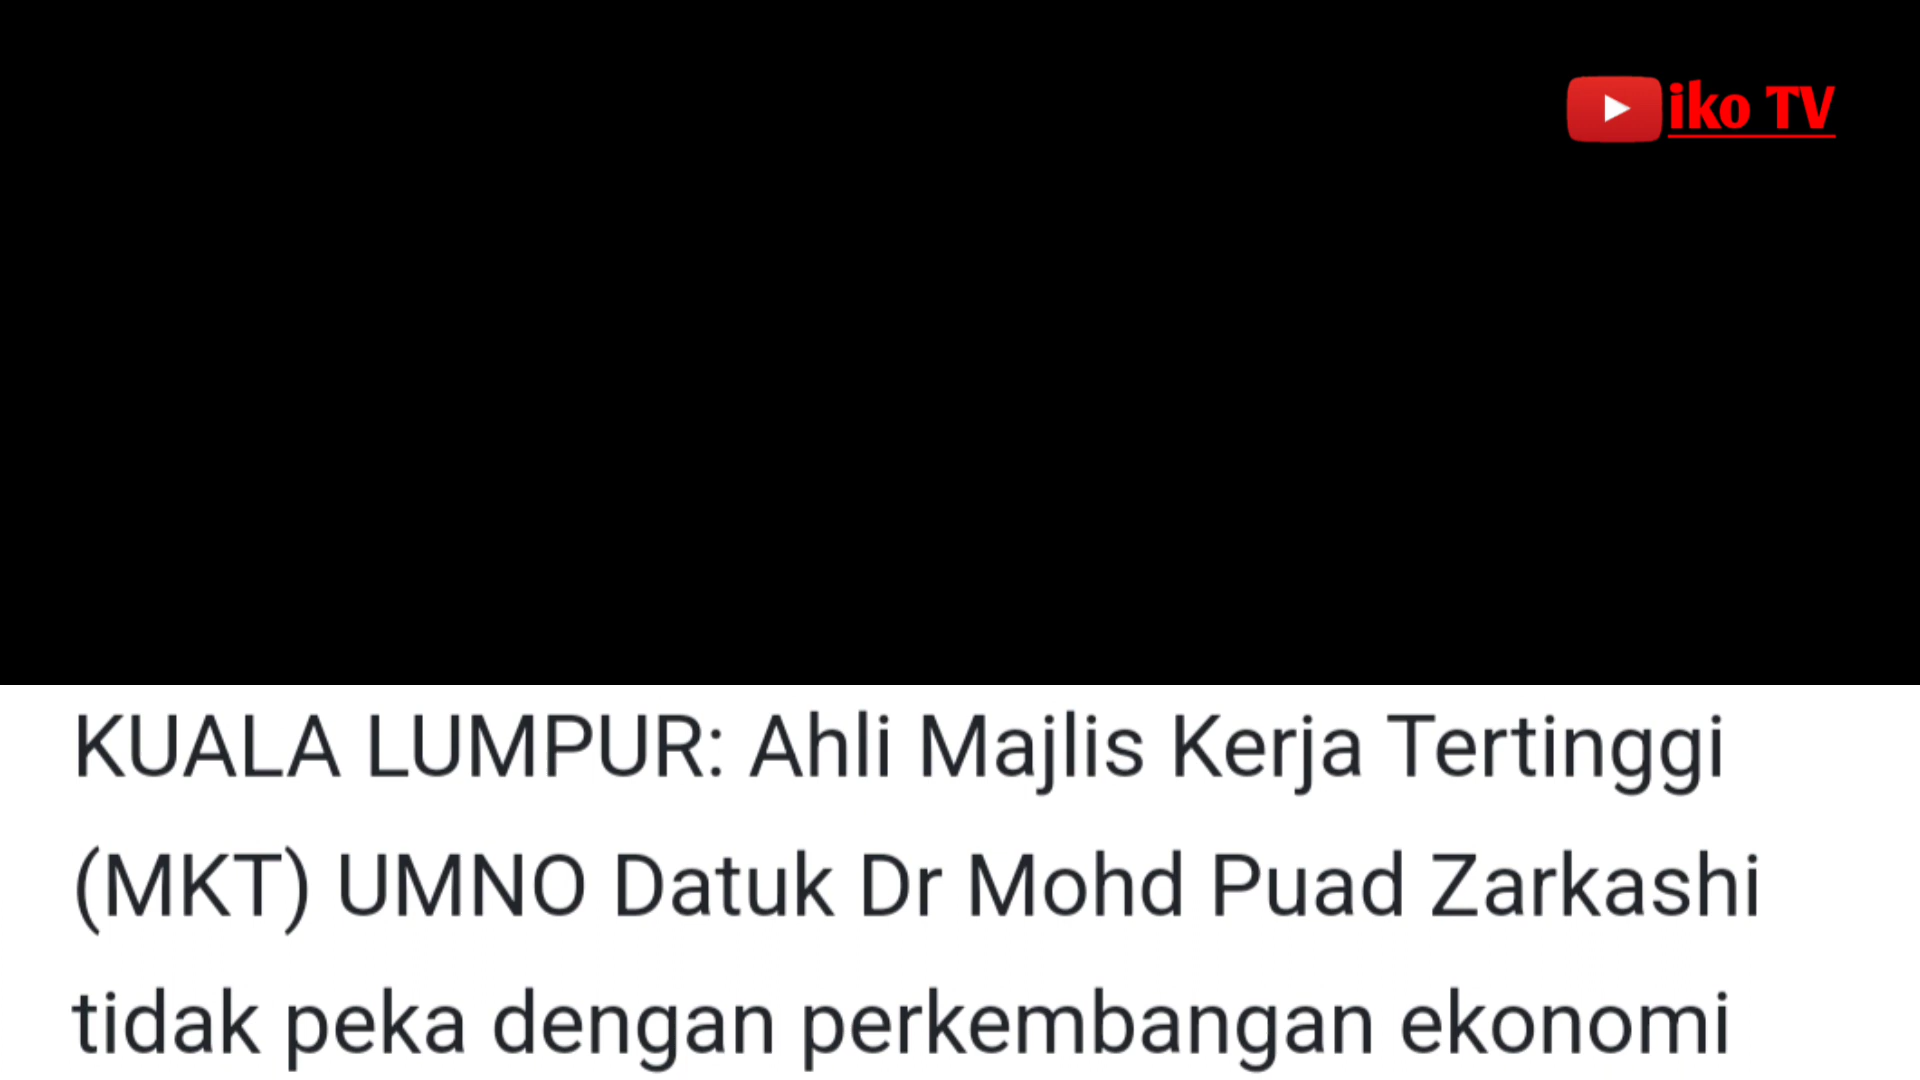 iko TV
KUALA LUMPUR: Ahli Majlis Kerja Tertinggi
(MKT) UMNO Datuk Dr Mohd Puad Zarkashi
tidak peka dengan perkembangan ekonomi